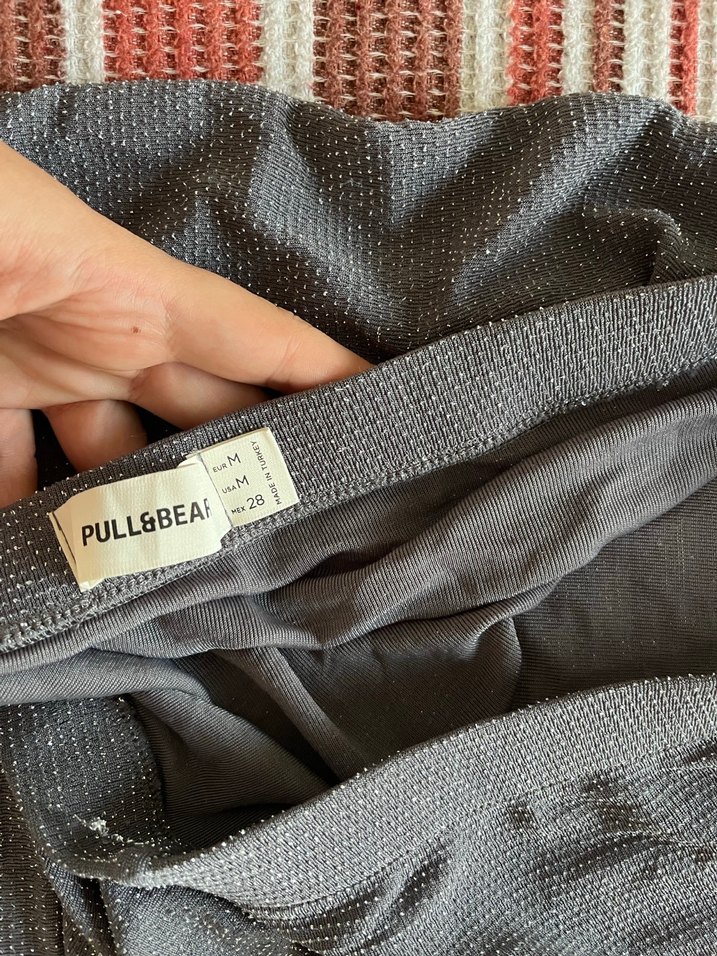 PULL&BEAR
EUR M
USA M
MEX 28
MADE IN TURKEY